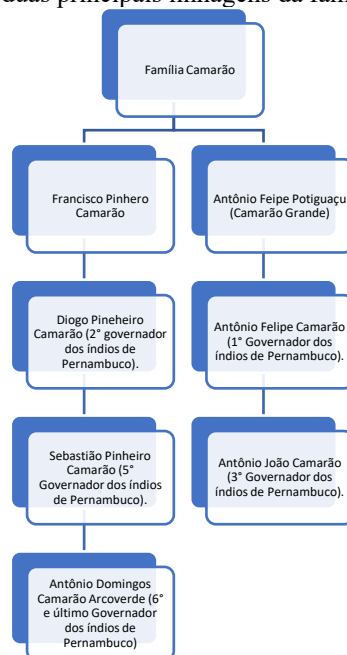 duas principais linhagens da fam
Família Camarão
Francisco Pinhero
Camarão
Antônio Feipe Potiguaçu
(Camarão Grande)
Diogo Pineheiro
Camarão (2° governador
dos índios de
Pernambuco).
Antônio Felipe Camarão
(1° Governador dos
índios de Pernambuco).
Sebastião Pinheiro
Camarão (5°
Governador dos índios
de Pernambuco).
Antônio João Camarão
(3° Governador dos
índios de Pernambuco).
Antônio Domingos
Camarão Arcoverde (6°
e último Governador
dos índios de
Pernambuco)